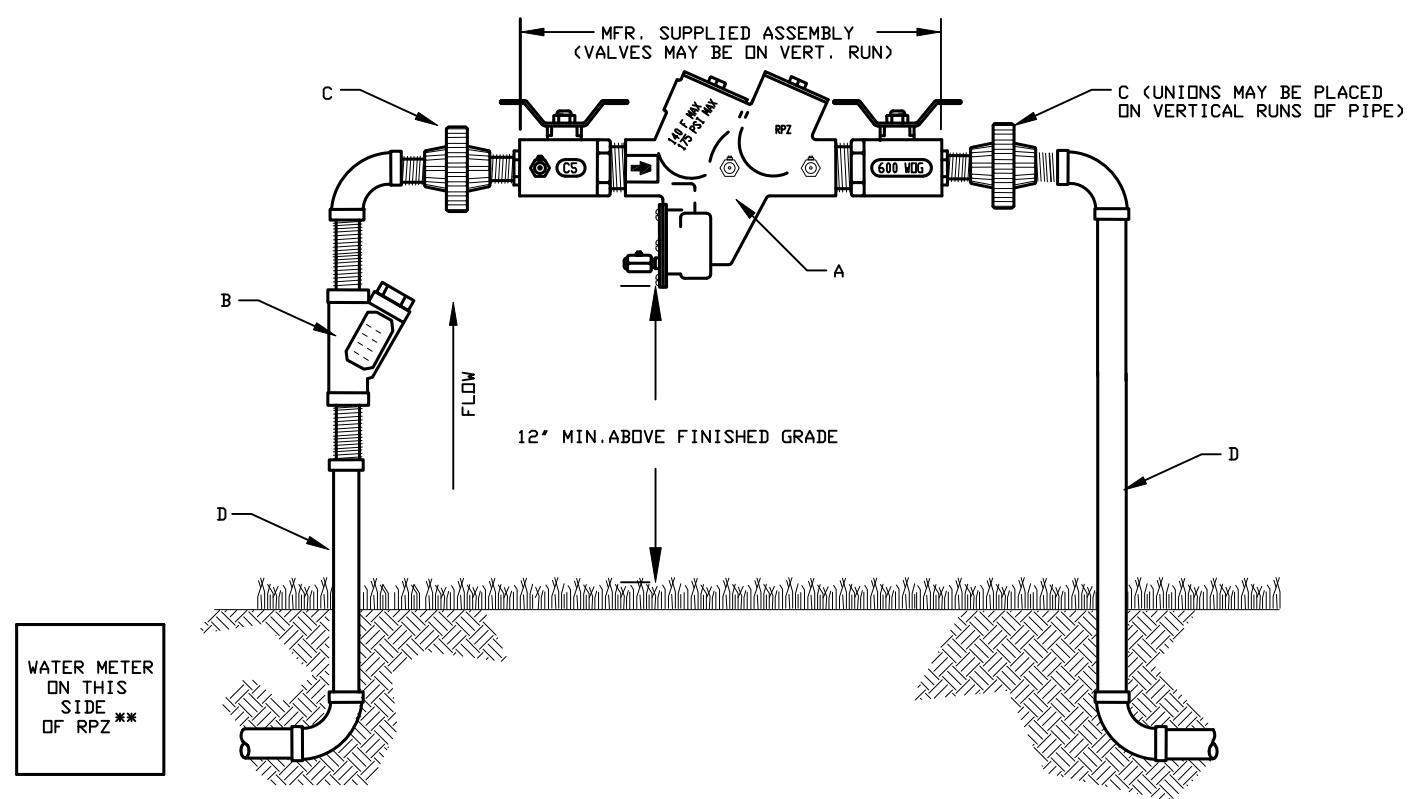 MFR. SUPPLIED ASSEMBLY
(VALVES MAY BE ON VERT. RUN)
C
C (UNIONS MAY BE PLACED
ON VERTICAL RUNS OF PIPE)
140 F MAX
175 PSI MAX
RPZ
CS
600 WOG
A
B
FLOW
12" MIN.ABOVE FINISHED GRADE
D
D
WATER METER
ON THIS
SIDE
OF RPZ**